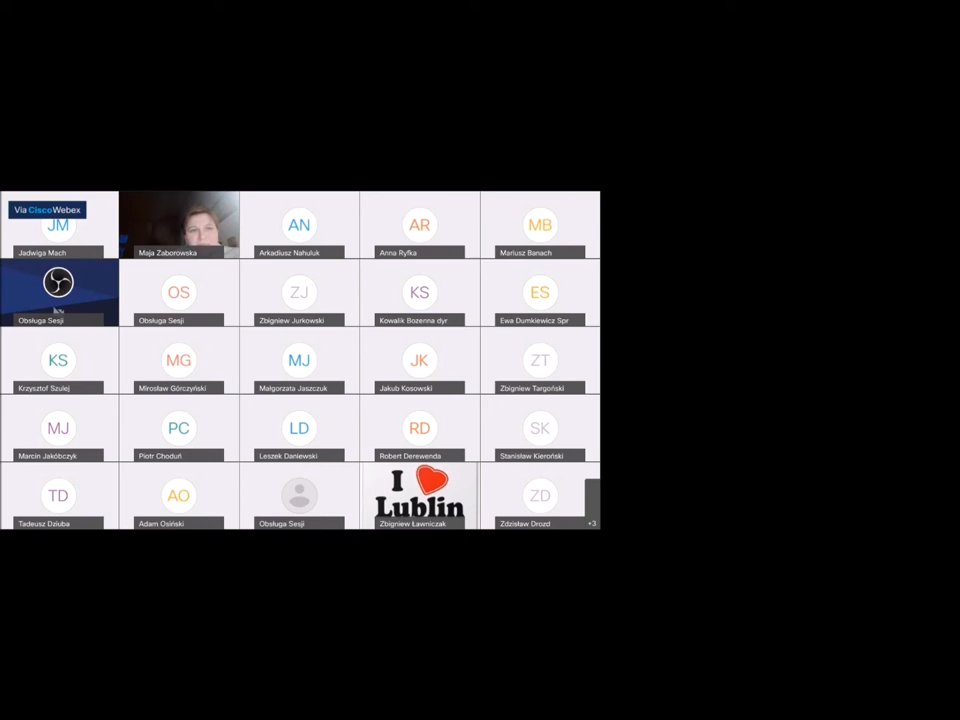 Via CiscoWebex
JM
Jadwiga Mach
Maja Zaborowska
AN
Arkadiusz Nahuluk
AR
Anna Ryfka
MB
Mariusz Banach
Obsługa Sesji
OS
Obsługa Sesji
ZJ
Zbigniew Jurkowski
KS
Kowalik Bozenna dyr
ES
Ewa Dumkiewicz Spr
KS
Krzysztof Szulej
MG
Mirosław Górczyński
MJ
Małgorzata Jaszczuk
JK
Jakub Kosowski
ZT
Zbigniew Targoński
MJ
Marcin Jakóbczyk
PC
Piotr Choduń
LD
Leszek Daniewski
RD
Robert Derewenda
SK
Stanisław Kieroński
TD
Tadeusz Dziuba
AO
Adam Osiński
Obsługa Sesji
I
Lublin
Zbigniew Ławniczak
ZD
Zdzisław Drozd
+3